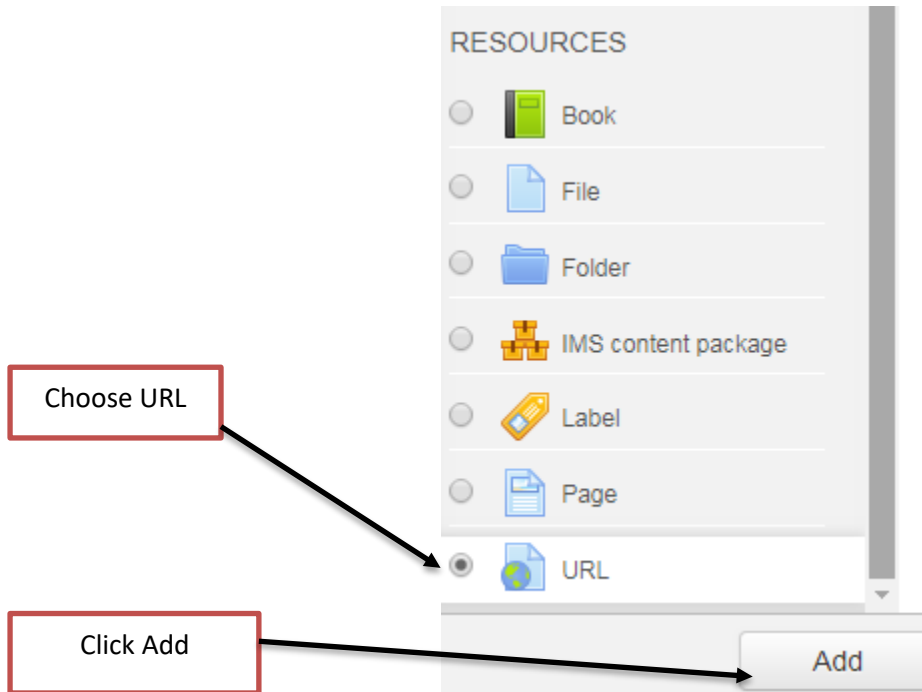 RESOURCES
Book
File
Folder
IMS content package
Choose URL
Label
Page
URL
Click Add
Add